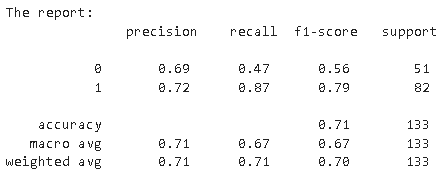 The report:
precision recall f1-score support
0 0.69 0.47 0.56 51
1 0.72 0.87 0.79 82
accuracy 0.71 133
macro avg 0.71 0.67 0.67 133
weighted avg 0.71 0.71 0.70 133